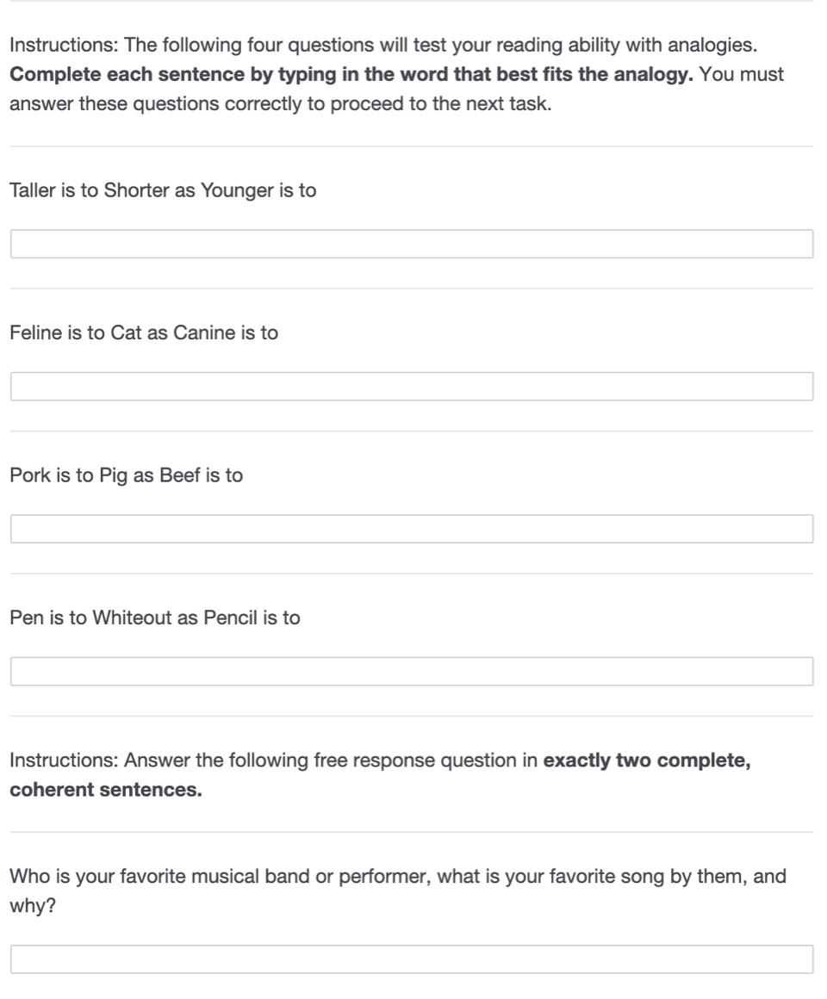 Instructions: The following four questions will test your reading ability with analogies.
Complete each sentence by typing in the word that best fits the analogy. You must
answer these questions correctly to proceed to the next task.
Taller is to Shorter as Younger is to
Feline is to Cat as Canine is to
Pork is to Pig as Beef is to
Pen is to Whiteout as Pencil is to
Instructions: Answer the following free response question in exactly two complete,
coherent sentences.
Who is your favorite musical band or performer, what is your favorite song by them, and
why?